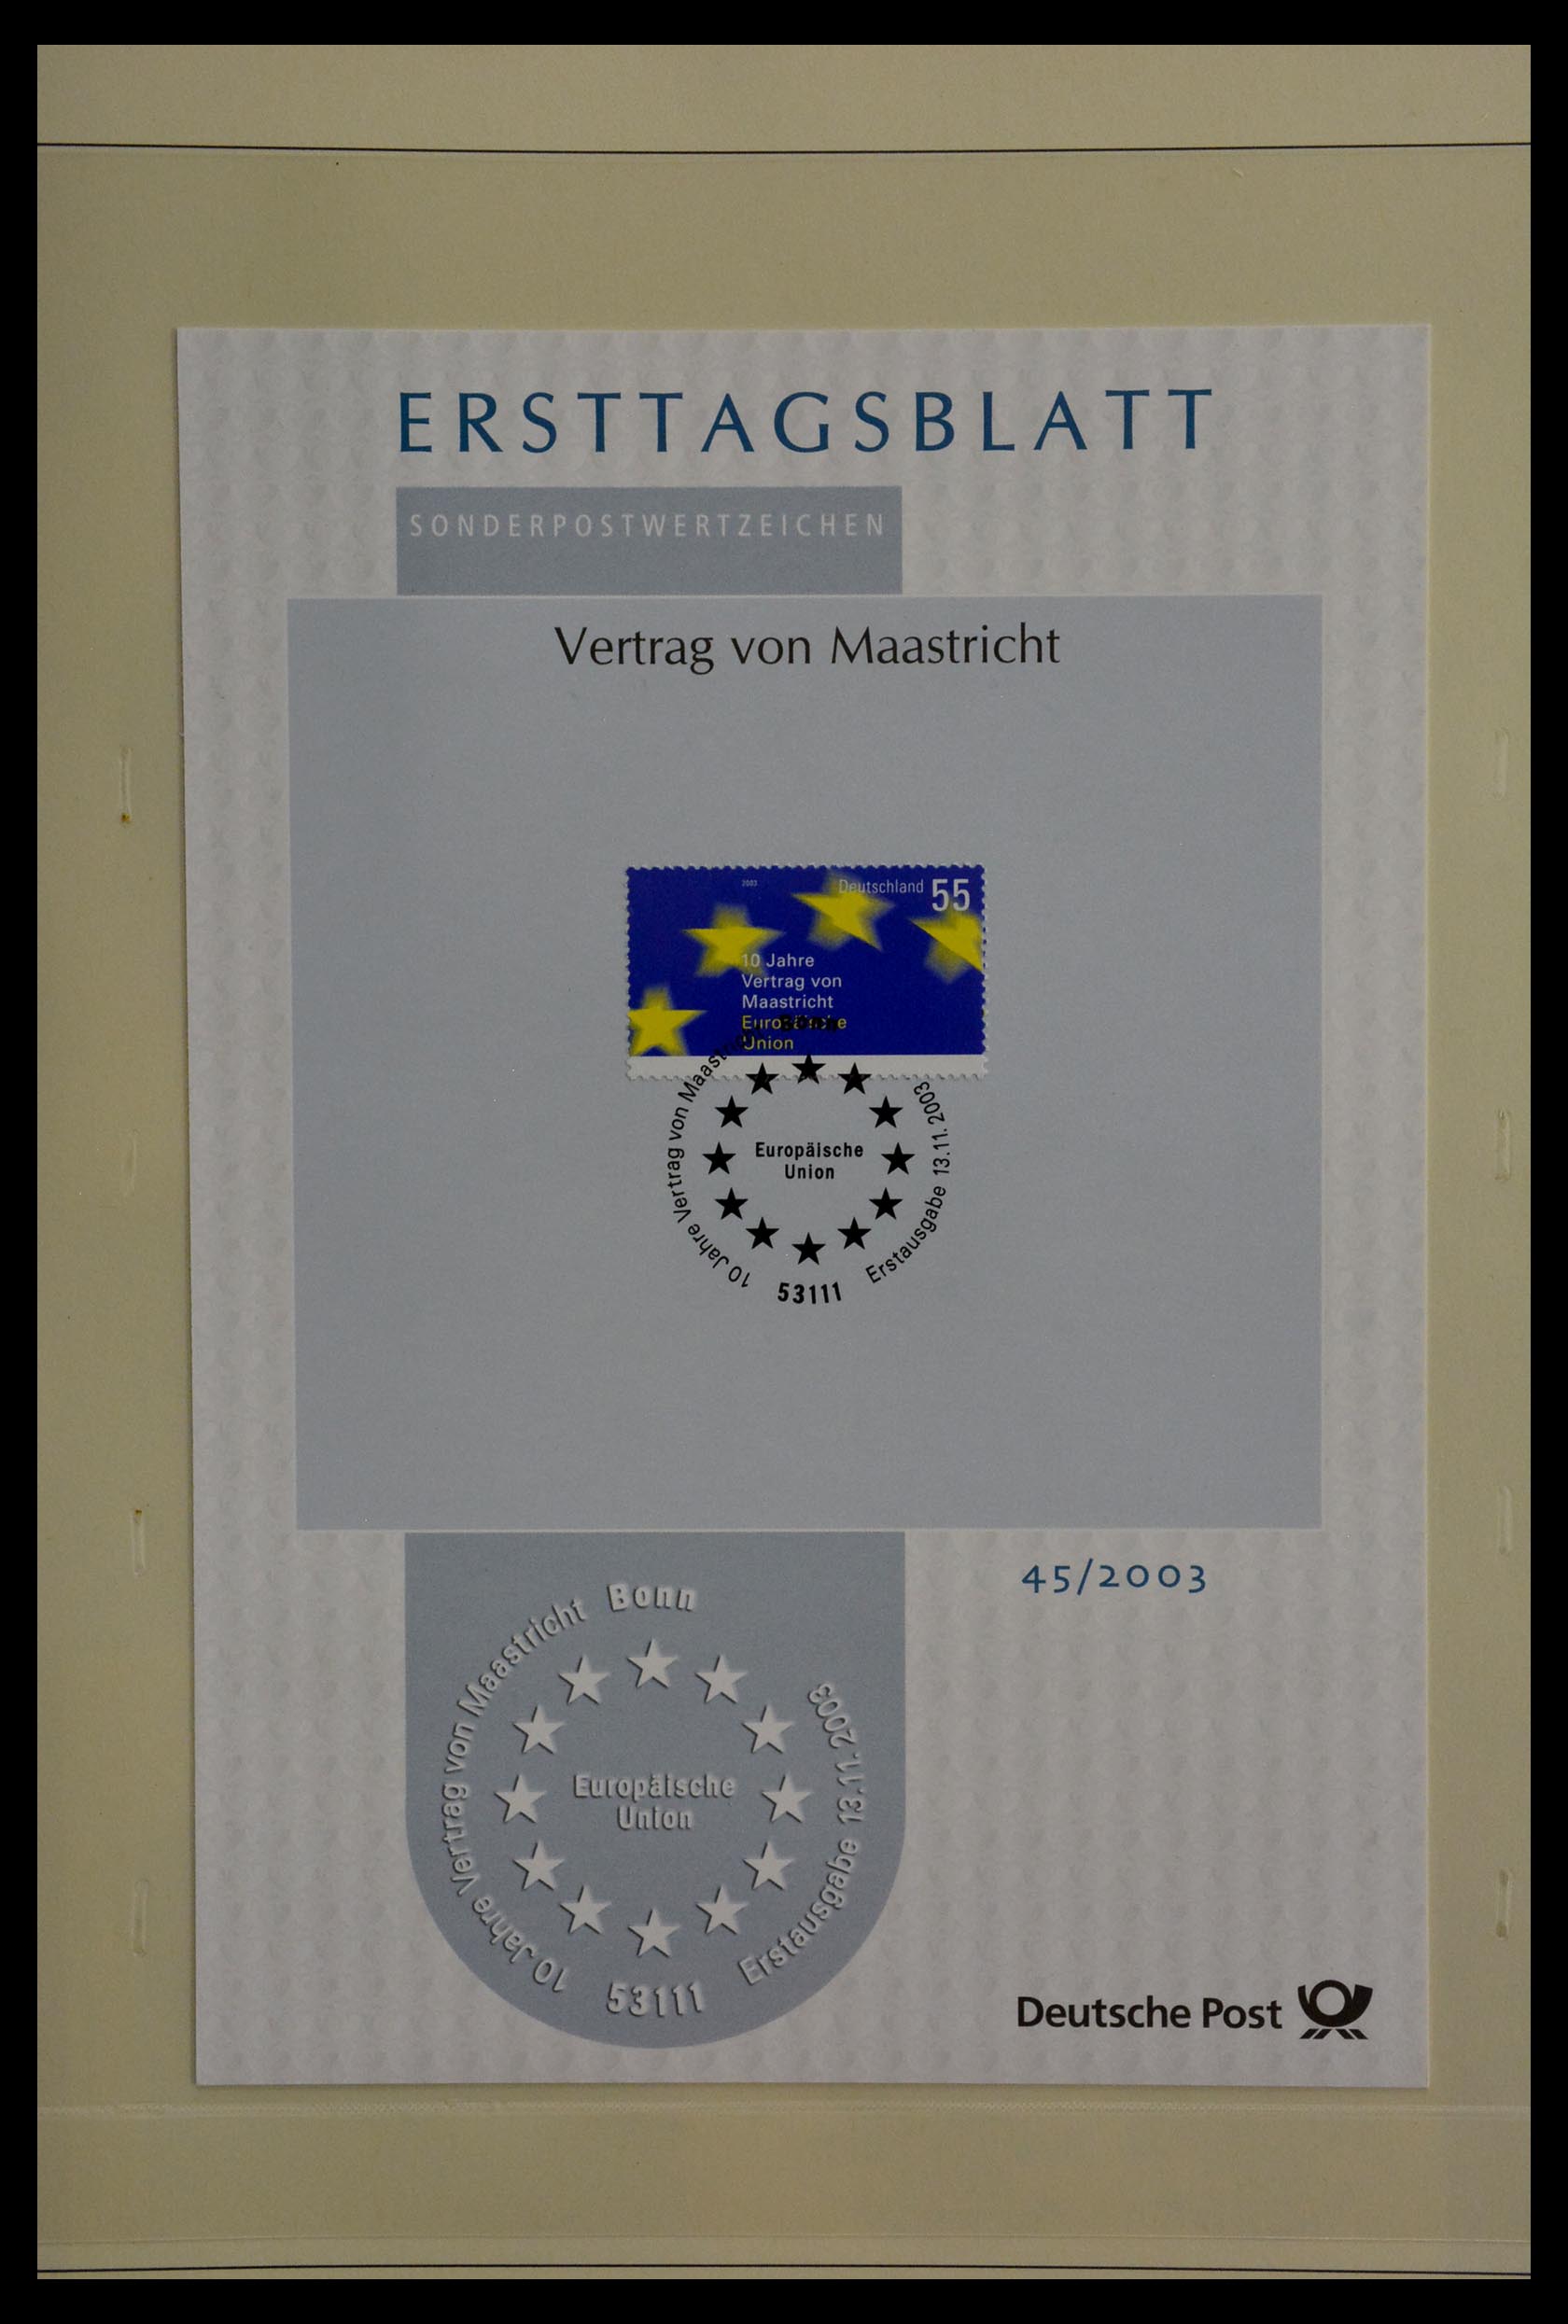 ERSTTAGSBLATT
SONDERPOSTWERTZEICHEN
Vertrag von Maastricht
2003
Deutschland 55
10 Jahre
Vertrag von
Maastricht
Europäische
Union
10 Jahre Vertrag von Maastricht Bonn
Europäische
Union
Erstausgabe 13.11.2003
53111
45/2003
10 Jahre Vertrag von Maastricht Bonn
Europäische
Union
Erstausgabe 13.11.2003
53111
Deutsche Post